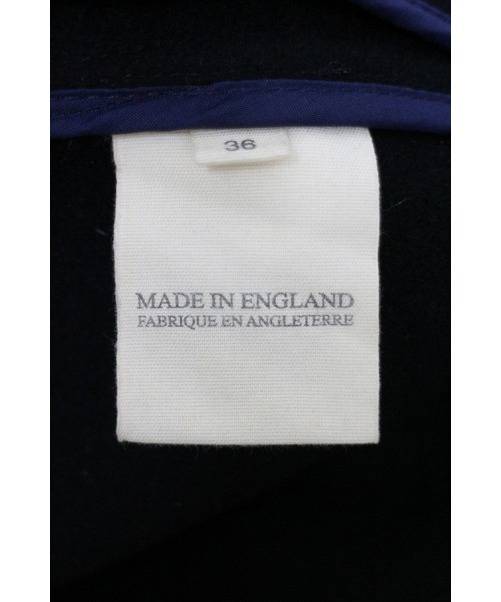 36
MADE IN ENGLAND
FABRIQUE EN ANGLETERRE